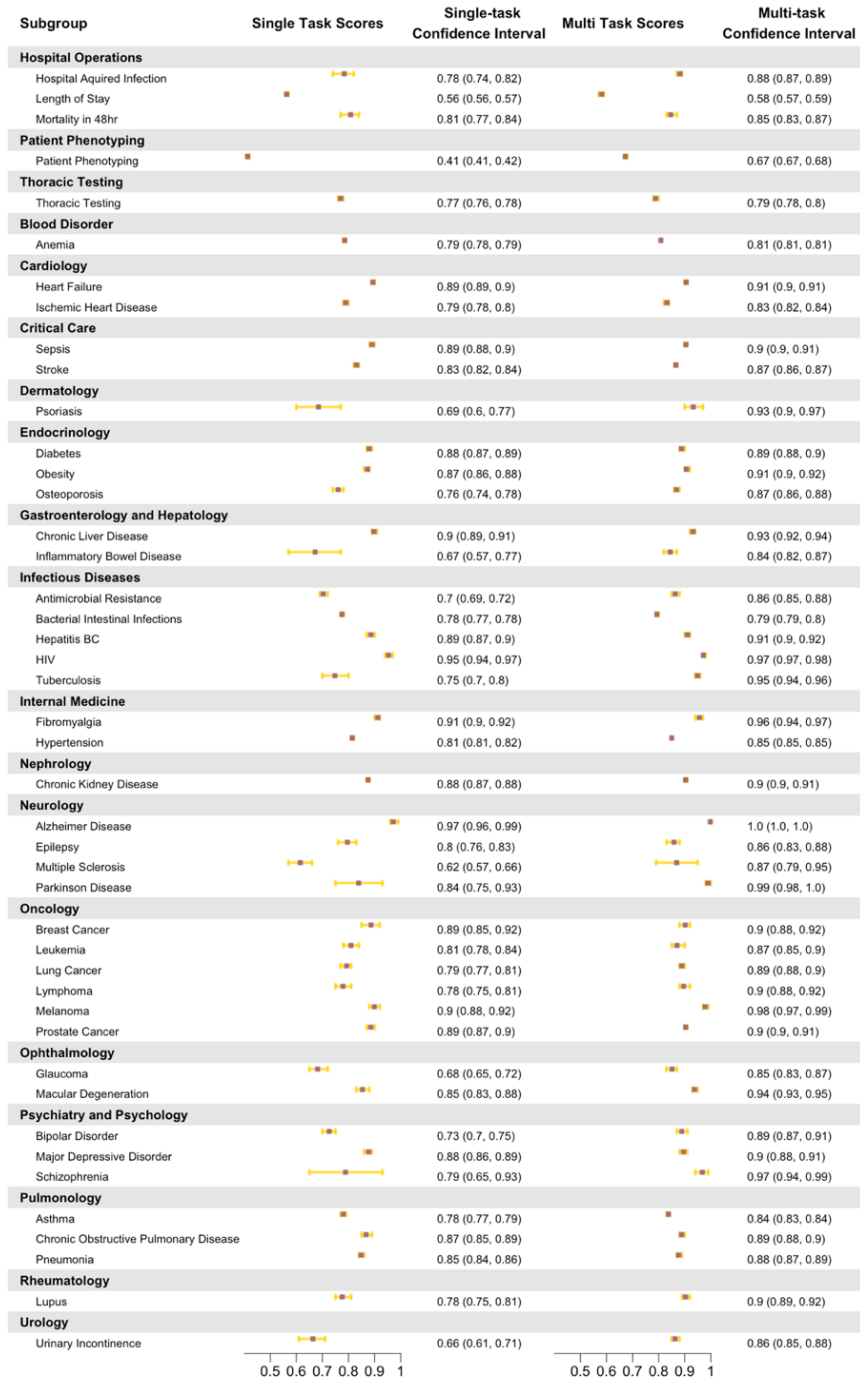 Subgroup Single Task Scores Single-task Confidence Interval Multi Task Scores Multi-task Confidence Interval
Hospital Operations
Hospital Aquired Infection 0.78 (0.74, 0.82) 0.88 (0.87, 0.89)
Length of Stay 0.56 (0.56, 0.57) 0.58 (0.57, 0.59)
Mortality in 48hr 0.81 (0.77, 0.84) 0.85 (0.83, 0.87)
Patient Phenotyping
Patient Phenotyping 0.41 (0.41, 0.42) 0.67 (0.67, 0.68)
Thoracic Testing
Thoracic Testing 0.77 (0.76, 0.78) 0.79 (0.78, 0.8)
Blood Disorder
Anemia 0.79 (0.78, 0.79) 0.81 (0.81, 0.81)
Cardiology
Heart Failure 0.89 (0.89, 0.9) 0.91 (0.9, 0.91)
Ischemic Heart Disease 0.79 (0.78, 0.8) 0.83 (0.82, 0.84)
Critical Care
Sepsis 0.89 (0.88, 0.9) 0.9 (0.9, 0.91)
Stroke 0.83 (0.82, 0.84) 0.87 (0.86, 0.87)
Dermatology
Psoriasis 0.69 (0.6, 0.77) 0.93 (0.9, 0.97)
Endocrinology
Diabetes 0.88 (0.87, 0.89) 0.89 (0.88, 0.9)
Obesity 0.87 (0.86, 0.88) 0.91 (0.9, 0.92)
Osteoporosis 0.76 (0.74, 0.78) 0.87 (0.86, 0.88)
Gastroenterology and Hepatology
Chronic Liver Disease 0.9 (0.89, 0.91) 0.93 (0.92, 0.94)
Inflammatory Bowel Disease 0.67 (0.57, 0.77) 0.84 (0.82, 0.87)
Infectious Diseases
Antimicrobial Resistance 0.7 (0.69, 0.72) 0.86 (0.85, 0.88)
Bacterial Intestinal Infections 0.78 (0.77, 0.78) 0.79 (0.79, 0.8)
Hepatitis BC 0.89 (0.87, 0.9) 0.91 (0.9, 0.92)
HIV 0.95 (0.94, 0.97) 0.97 (0.97, 0.98)
Tuberculosis 0.75 (0.7, 0.8) 0.95 (0.94, 0.96)
Internal Medicine
Fibromyalgia 0.91 (0.9, 0.92) 0.96 (0.94, 0.97)
Hypertension 0.81 (0.81, 0.82) 0.85 (0.85, 0.85)
Nephrology
Chronic Kidney Disease 0.88 (0.87, 0.88) 0.9 (0.9, 0.91)
Neurology
Alzheimer Disease 0.97 (0.96, 0.99) 1.0 (1.0, 1.0)
Epilepsy 0.8 (0.76, 0.83) 0.86 (0.83, 0.88)
Multiple Sclerosis 0.62 (0.57, 0.66) 0.87 (0.79, 0.95)
Parkinson Disease 0.84 (0.75, 0.93) 0.99 (0.98, 1.0)
Oncology
Breast Cancer 0.89 (0.85, 0.92) 0.9 (0.88, 0.92)
Leukemia 0.81 (0.78, 0.84) 0.87 (0.85, 0.9)
Lung Cancer 0.79 (0.77, 0.81) 0.89 (0.88, 0.9)
Lymphoma 0.78 (0.75, 0.81) 0.9 (0.88, 0.92)
Melanoma 0.9 (0.88, 0.92) 0.98 (0.97, 0.99)
Prostate Cancer 0.89 (0.87, 0.9) 0.9 (0.9, 0.91)
Ophthalmology
Glaucoma 0.68 (0.65, 0.72) 0.85 (0.83, 0.87)
Macular Degeneration 0.85 (0.83, 0.88) 0.94 (0.93, 0.95)
Psychiatry and Psychology
Bipolar Disorder 0.73 (0.7, 0.75) 0.89 (0.87, 0.91)
Major Depressive Disorder 0.88 (0.86, 0.89) 0.9 (0.88, 0.91)
Schizophrenia 0.79 (0.65, 0.93) 0.97 (0.94, 0.99)
Pulmonology
Asthma 0.78 (0.77, 0.79) 0.84 (0.83, 0.84)
Chronic Obstructive Pulmonary Disease 0.87 (0.85, 0.89) 0.89 (0.88, 0.9)
Pneumonia 0.85 (0.84, 0.86) 0.88 (0.87, 0.89)
Rheumatology
Lupus 0.78 (0.75, 0.81) 0.9 (0.89, 0.92)
Urology
Urinary Incontinence 0.66 (0.61, 0.71) 0.86 (0.85, 0.88)
0.5 0.6 0.7 0.8 0.9 1 0.5 0.6 0.7 0.8 0.9 1